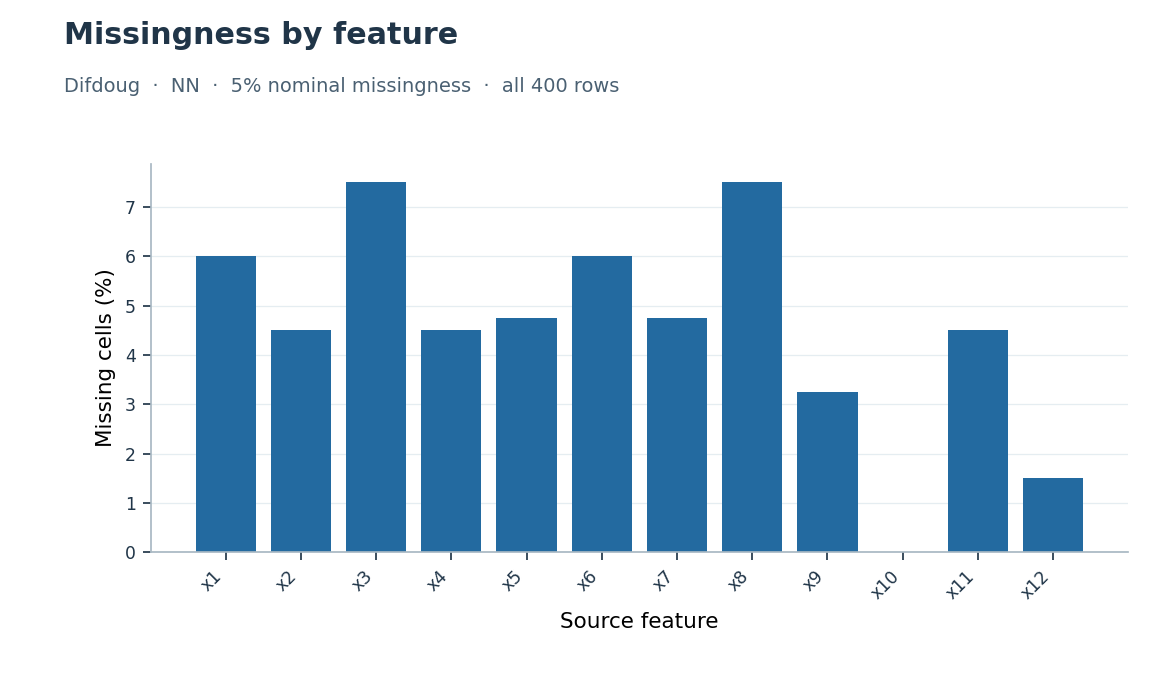 Missingness by feature
Difdoug · NN · 5% nominal missingness · all 400 rows
7
6
5
4
3
2
1
0
Missing cells (%)
x1 x2 x3 x4 x5 x6 x7 x8 x9 x10 x11 x12
Source feature